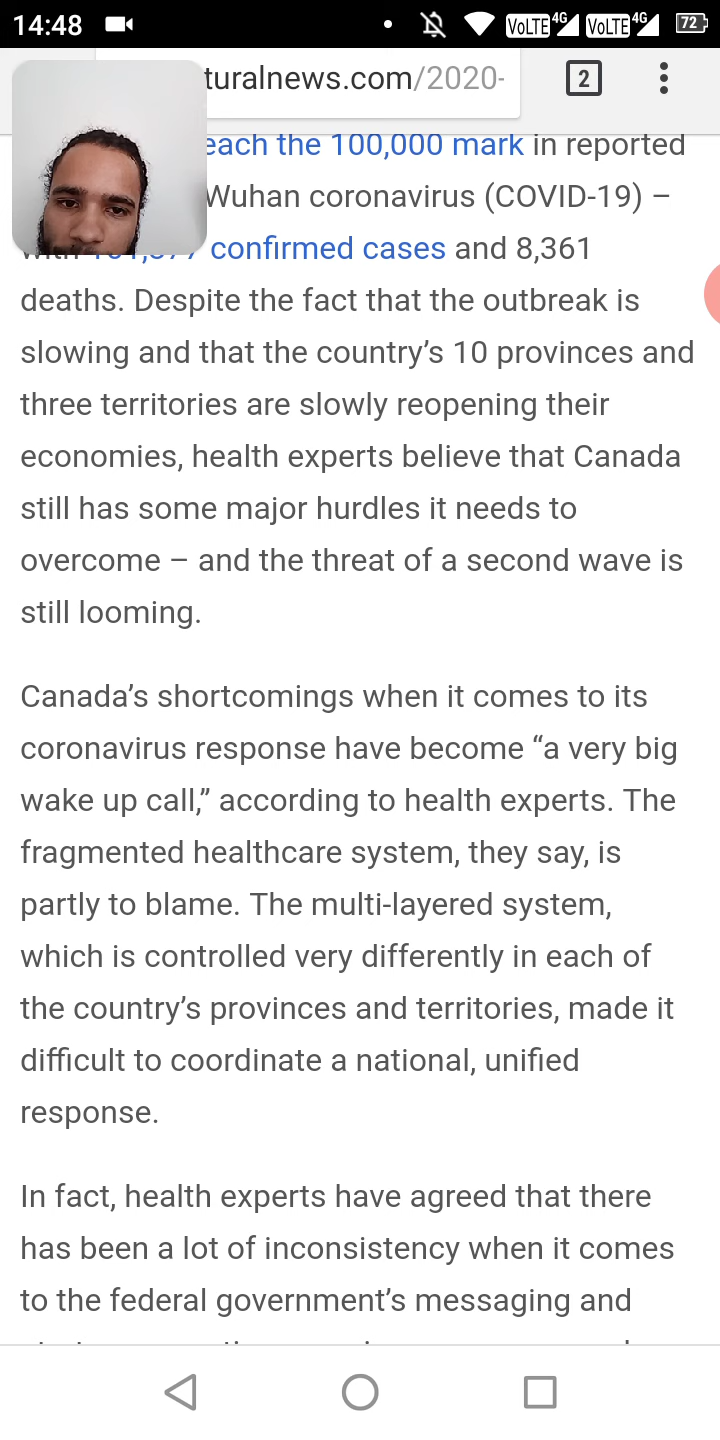 14:48
VoLTE 4G VoLTE 4G 72
turalnews.com/2020-
2
each the 100,000 mark in reported
Wuhan coronavirus (COVID-19) –
confirmed cases and 8,361
deaths. Despite the fact that the outbreak is
slowing and that the country’s 10 provinces and
three territories are slowly reopening their
economies, health experts believe that Canada
still has some major hurdles it needs to
overcome – and the threat of a second wave is
still looming.
Canada’s shortcomings when it comes to its
coronavirus response have become “a very big
wake up call,” according to health experts. The
fragmented healthcare system, they say, is
partly to blame. The multi-layered system,
which is controlled very differently in each of
the country’s provinces and territories, made it
difficult to coordinate a national, unified
response.
In fact, health experts have agreed that there
has been a lot of inconsistency when it comes
to the federal government’s messaging and